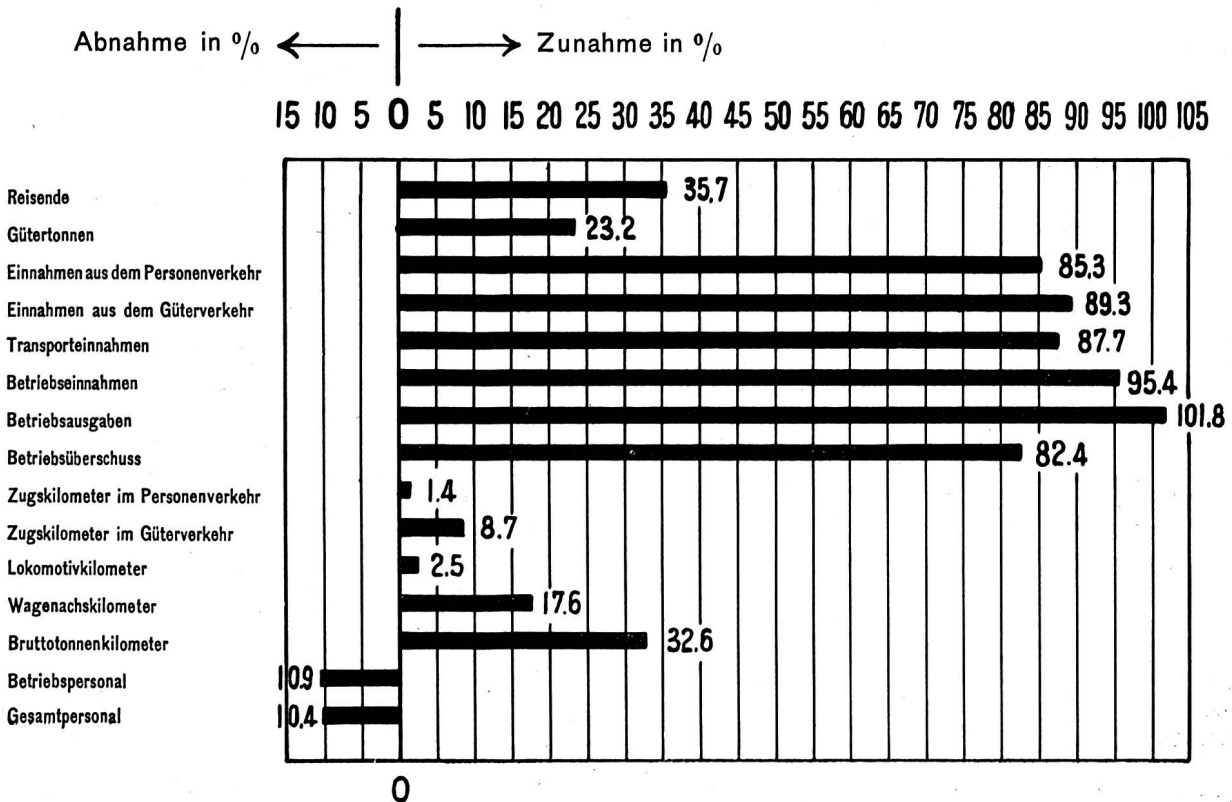 Abnahme in % Zunahme in %
15 10 5 0 5 10 15 20 25 30 35 40 45 50 55 60 65 70 75 80 85 90 95 100 105
Reisende 35,7
Gütertonnen 23.2
Einnahmen aus dem Personenverkehr 85,3
Einnahmen aus dem Güterverkehr 89.3
Transporteinnahmen 87.7
Betriebseinnahmen 95.4
Betriebsausgaben 101.8
Betriebsüberschuss 82.4
Zugskilometer im Personenverkehr 1.4
Zugskilometer im Güterverkehr 8.7
Lokomotivkilometer 2.5
Wagenachskilometer 17.6
Bruttotonnenkilometer 32.6
Betriebspersonal 10.9
Gesamtpersonal 10,4
0